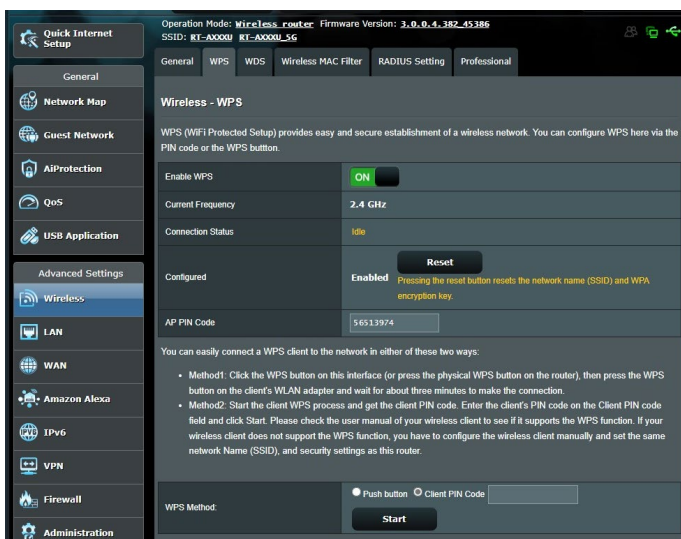 Quick Internet
Setup
General
Network Map
Guest Network
AiProtection
QoS
USB Application
Advanced Settings
Wireless
LAN
WAN
Amazon Alexa
IPv6
VPN
Firewall
Administration
Operation Mode: Wireless router Firmware Version: 3.0.0.4.382_45386
SSID: RT-AXXXU RT-AXXXU_5G
General WPS WDS Wireless MAC Filter RADIUS Setting Professional
Wireless - WPS
WPS (WiFi Protected Setup) provides easy and secure establishment of a wireless network. You can configure WPS here via the
PIN code or the WPS buttton.
Enable WPS ON
Current Frequency 2.4 GHz
Connection Status Idle
Configured Enabled Reset
Pressing the reset button resets the network name (SSID) and WPA
encryption key.
AP PIN Code 56513974
You can easily connect a WPS client to the network in either of these two ways:
• Method1: Click the WPS button on this interface (or press the physical WPS button on the router), then press the WPS
button on the client's WLAN adapter and wait for about three minutes to make the connection.
• Method2: Start the client WPS process and get the client PIN code. Enter the client's PIN code on the Client PIN code
field and click Start. Please check the user manual of your wireless client to see if it supports the WPS function. If your
wireless client does not support the WPS function, you have to configure the wireless client manually and set the same
network Name (SSID), and security settings as this router.
WPS Method: Push button Client PIN Code
Start